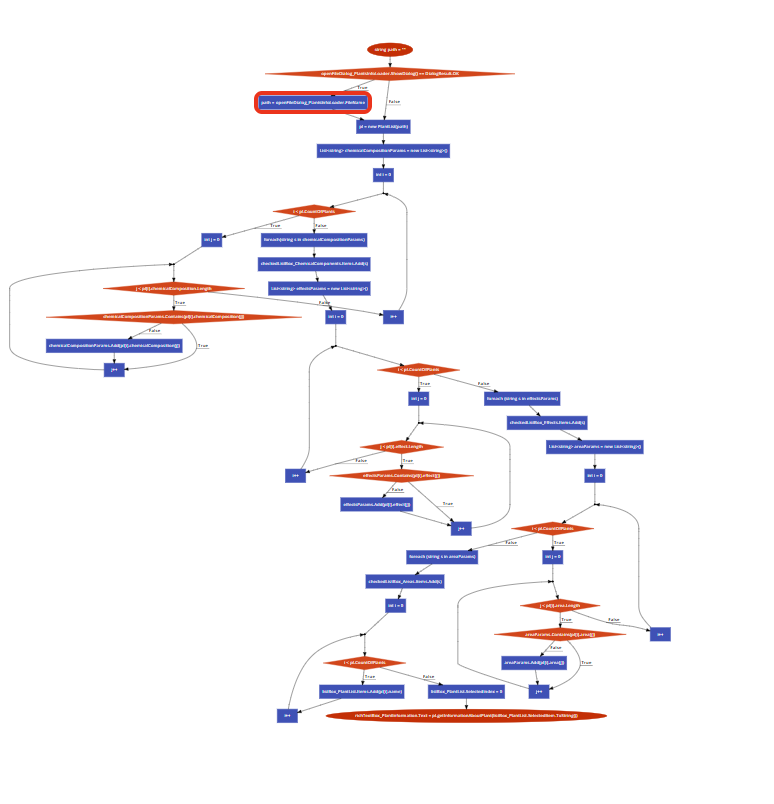 string path = ""
openFileDialog_PlantsInfoLoader.ShowDialog() == DialogResult.OK
True
False
path = openFileDialog_PlantsInfoLoader.FileName
pl = new PlantList(path)
List<string> chemicalCompositionParams = new List<string>()
int i = 0
i < pl.CountOfPlants
True
False
int j = 0
foreach(string s in chemicalCompositionParams)
checkedListBox_ChemicalComponents.Items.Add(s)
j < pl[i].chemicalComposition.Length
List<string> effectsParams = new List<string>()
True
False
chemicalCompositionParams.Contains(pl[i].chemicalComposition[j])
int i = 0
i++
False
True
chemicalCompositionParams.Add(pl[i].chemicalComposition[j])
j++
i < pl.CountOfPlants
True
False
int j = 0
foreach (string s in effectsParams)
checkedListBox_Effects.Items.Add(s)
j < pl[i].effect.Length
List<string> areaParams = new List<string>()
False
True
i++
effectsParams.Contains(pl[i].effect[j])
int i = 0
False
True
effectsParams.Add(pl[i].effect[j])
j++
i < pl.CountOfPlants
False
True
foreach (string s in areaParams)
int j = 0
checkedListBox_Areas.Items.Add(s)
int i = 0
j < pl[i].area.Length
True
False
areaParams.Contains(pl[i].area[j])
i++
False
True
i < pl.CountOfPlants
areaParams.Add(pl[i].area[j])
True
False
listBox_PlantList.Items.Add(pl[i].name)
listBox_PlantList.SelectedIndex = 0
j++
i++
richTextBox_PlantInformation.Text = pl.getInformationAboutPlant(listBox_PlantList.SelectedItem.ToString())